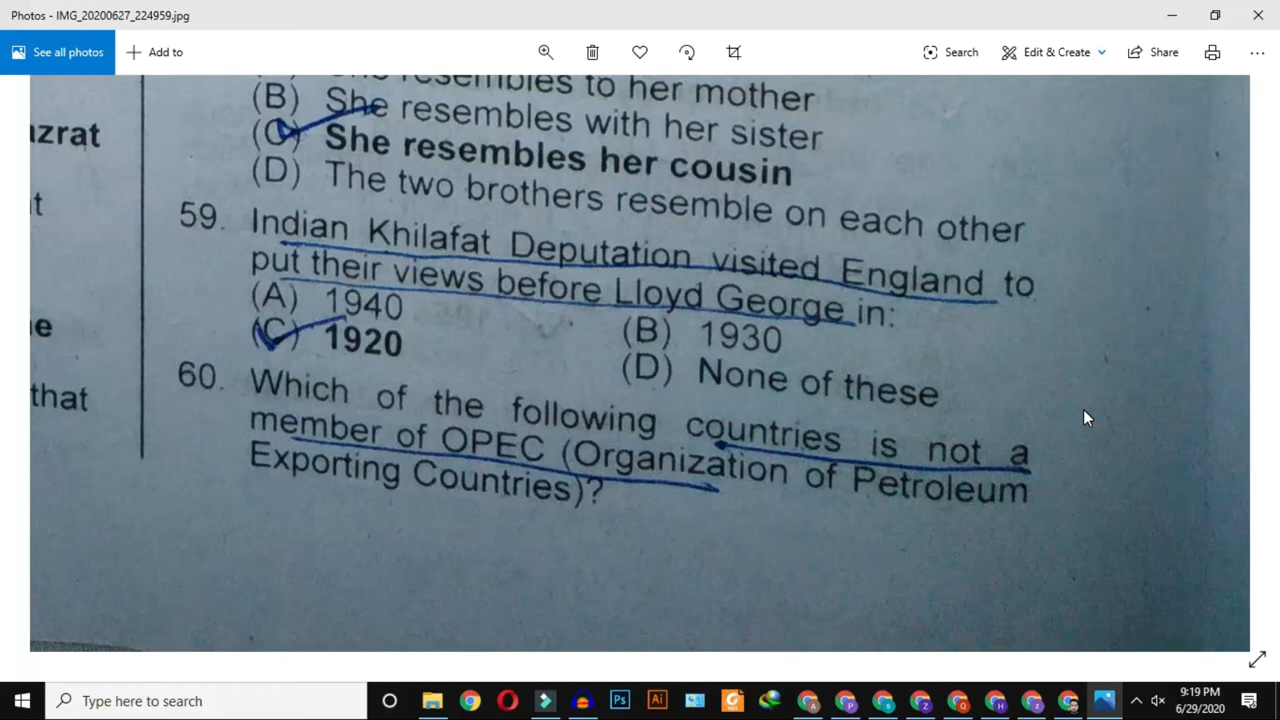 Photos - IMG_20200627_224959.jpg
See all photos
Add to
Search
Edit & Create
Share
resembles to her mother
(B) She resembles with her sister
(C) She resembles her cousin
(D) The two brothers resemble on each other
59. Indian Khilafat Deputation visited England to
put their views before Lloyd George in:
(A) 1940
(B) 1930
(C) 1920
(D) None of these
60. Which of the following countries is not a
member of OPEC (Organization of Petroleum
Exporting Countries)?
azrat
that
Type here to search
9:19 PM
6/29/2020